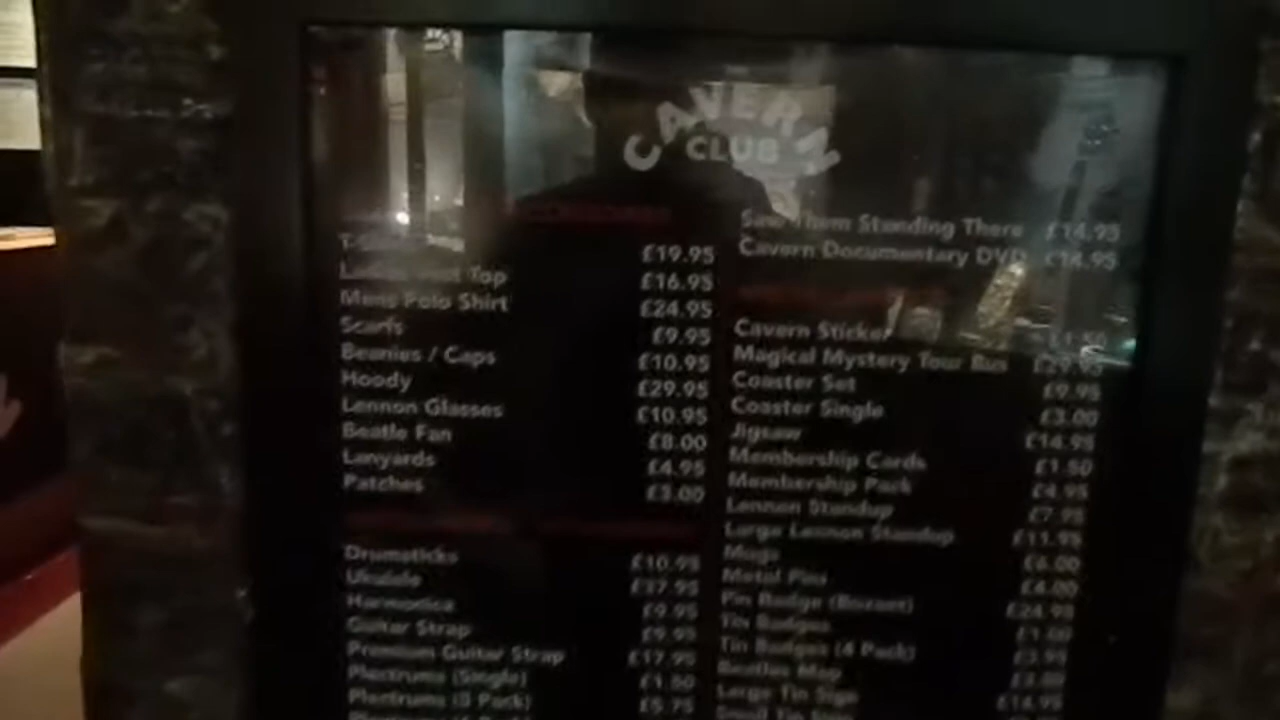 CAVERN
CLUB
T-Shirts £19.95
Top £16.95
Mens Polo Shirt £24.95
Scarfs £9.95
Beanies / Caps £10.95
Hoody £29.95
Lennon Glasses £10.95
Beatle Fan £8.00
Lanyards £4.95
Patches £3.00
Drumsticks £10.95
Ukulele £37.95
Harmonica £9.95
Guitar Strap £9.95
Premium Guitar Strap £17.95
Plectrums (Single) £1.50
Plectrums Pack) £5.75
Plectrums
Saw Them Standing There £14.95
Cavern Documentary DVD £14.95
Cavern Sticker £1.50
Magical Mystery Tour Bus £29.95
Coaster Set £9.95
Coaster Single £3.00
Jigsaw £14.95
Membership Cards £1.50
Membership Pack £4.95
Lennon Standup £7.95
Large Lennon Standup £11.95
Mugs £6.00
Metal Pins £4.00
Pin Badge (Boxset) £24.95
Tin Badges £1.00
Tin Badges (4 Pack) £3.95
Beatles Map
Large Tin Sign £14.95
Small Tin Sign